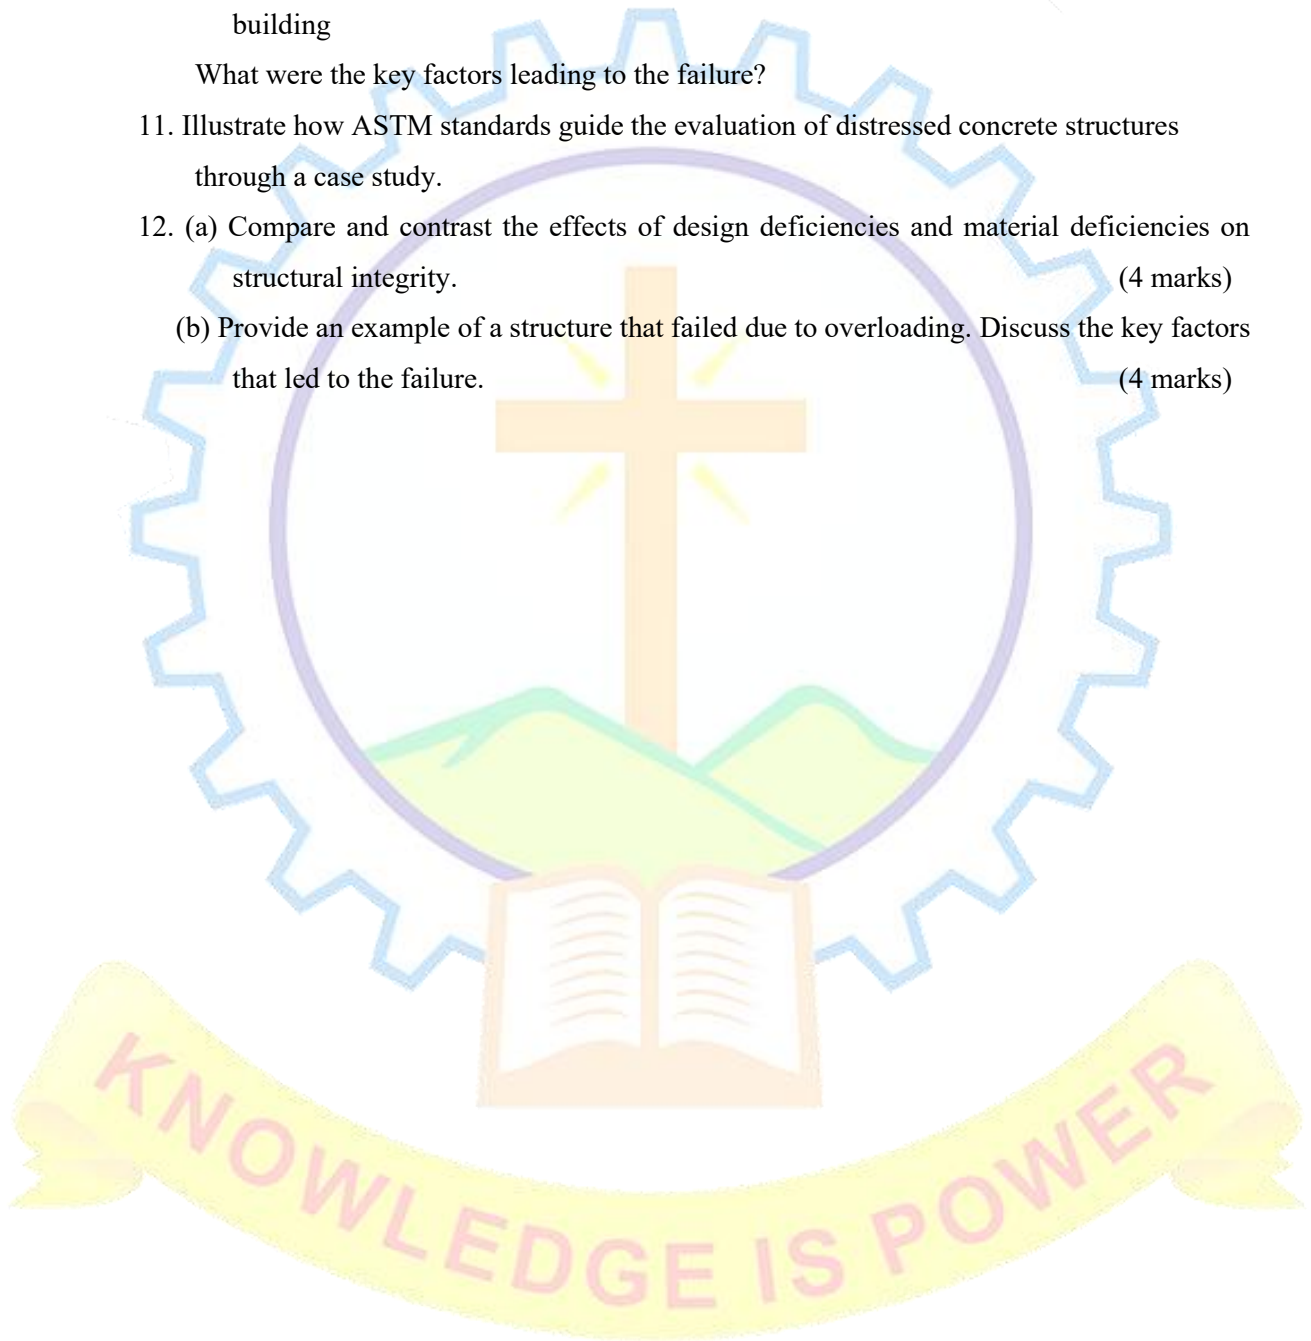 building
What were the key factors leading to the failure?
11. Illustrate how ASTM standards guide the evaluation of distressed concrete structures
through a case study.
12. (a) Compare and contrast the effects of design deficiencies and material deficiencies on
structural integrity. (4 marks)
(b) Provide an example of a structure that failed due to overloading. Discuss the key factors
that led to the failure. (4 marks)
KNOWLEDGE IS POWER